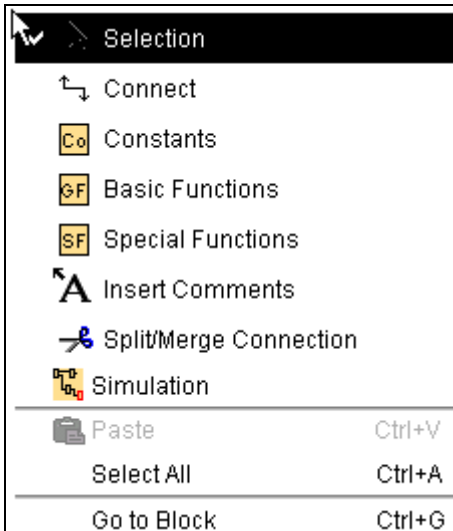 Selection
Connect
Co Constants
GF Basic Functions
SF Special Functions
A Insert Comments
Split/Merge Connection
Simulation
Paste Ctrl+V
Select All Ctrl+A
Go to Block Ctrl+G